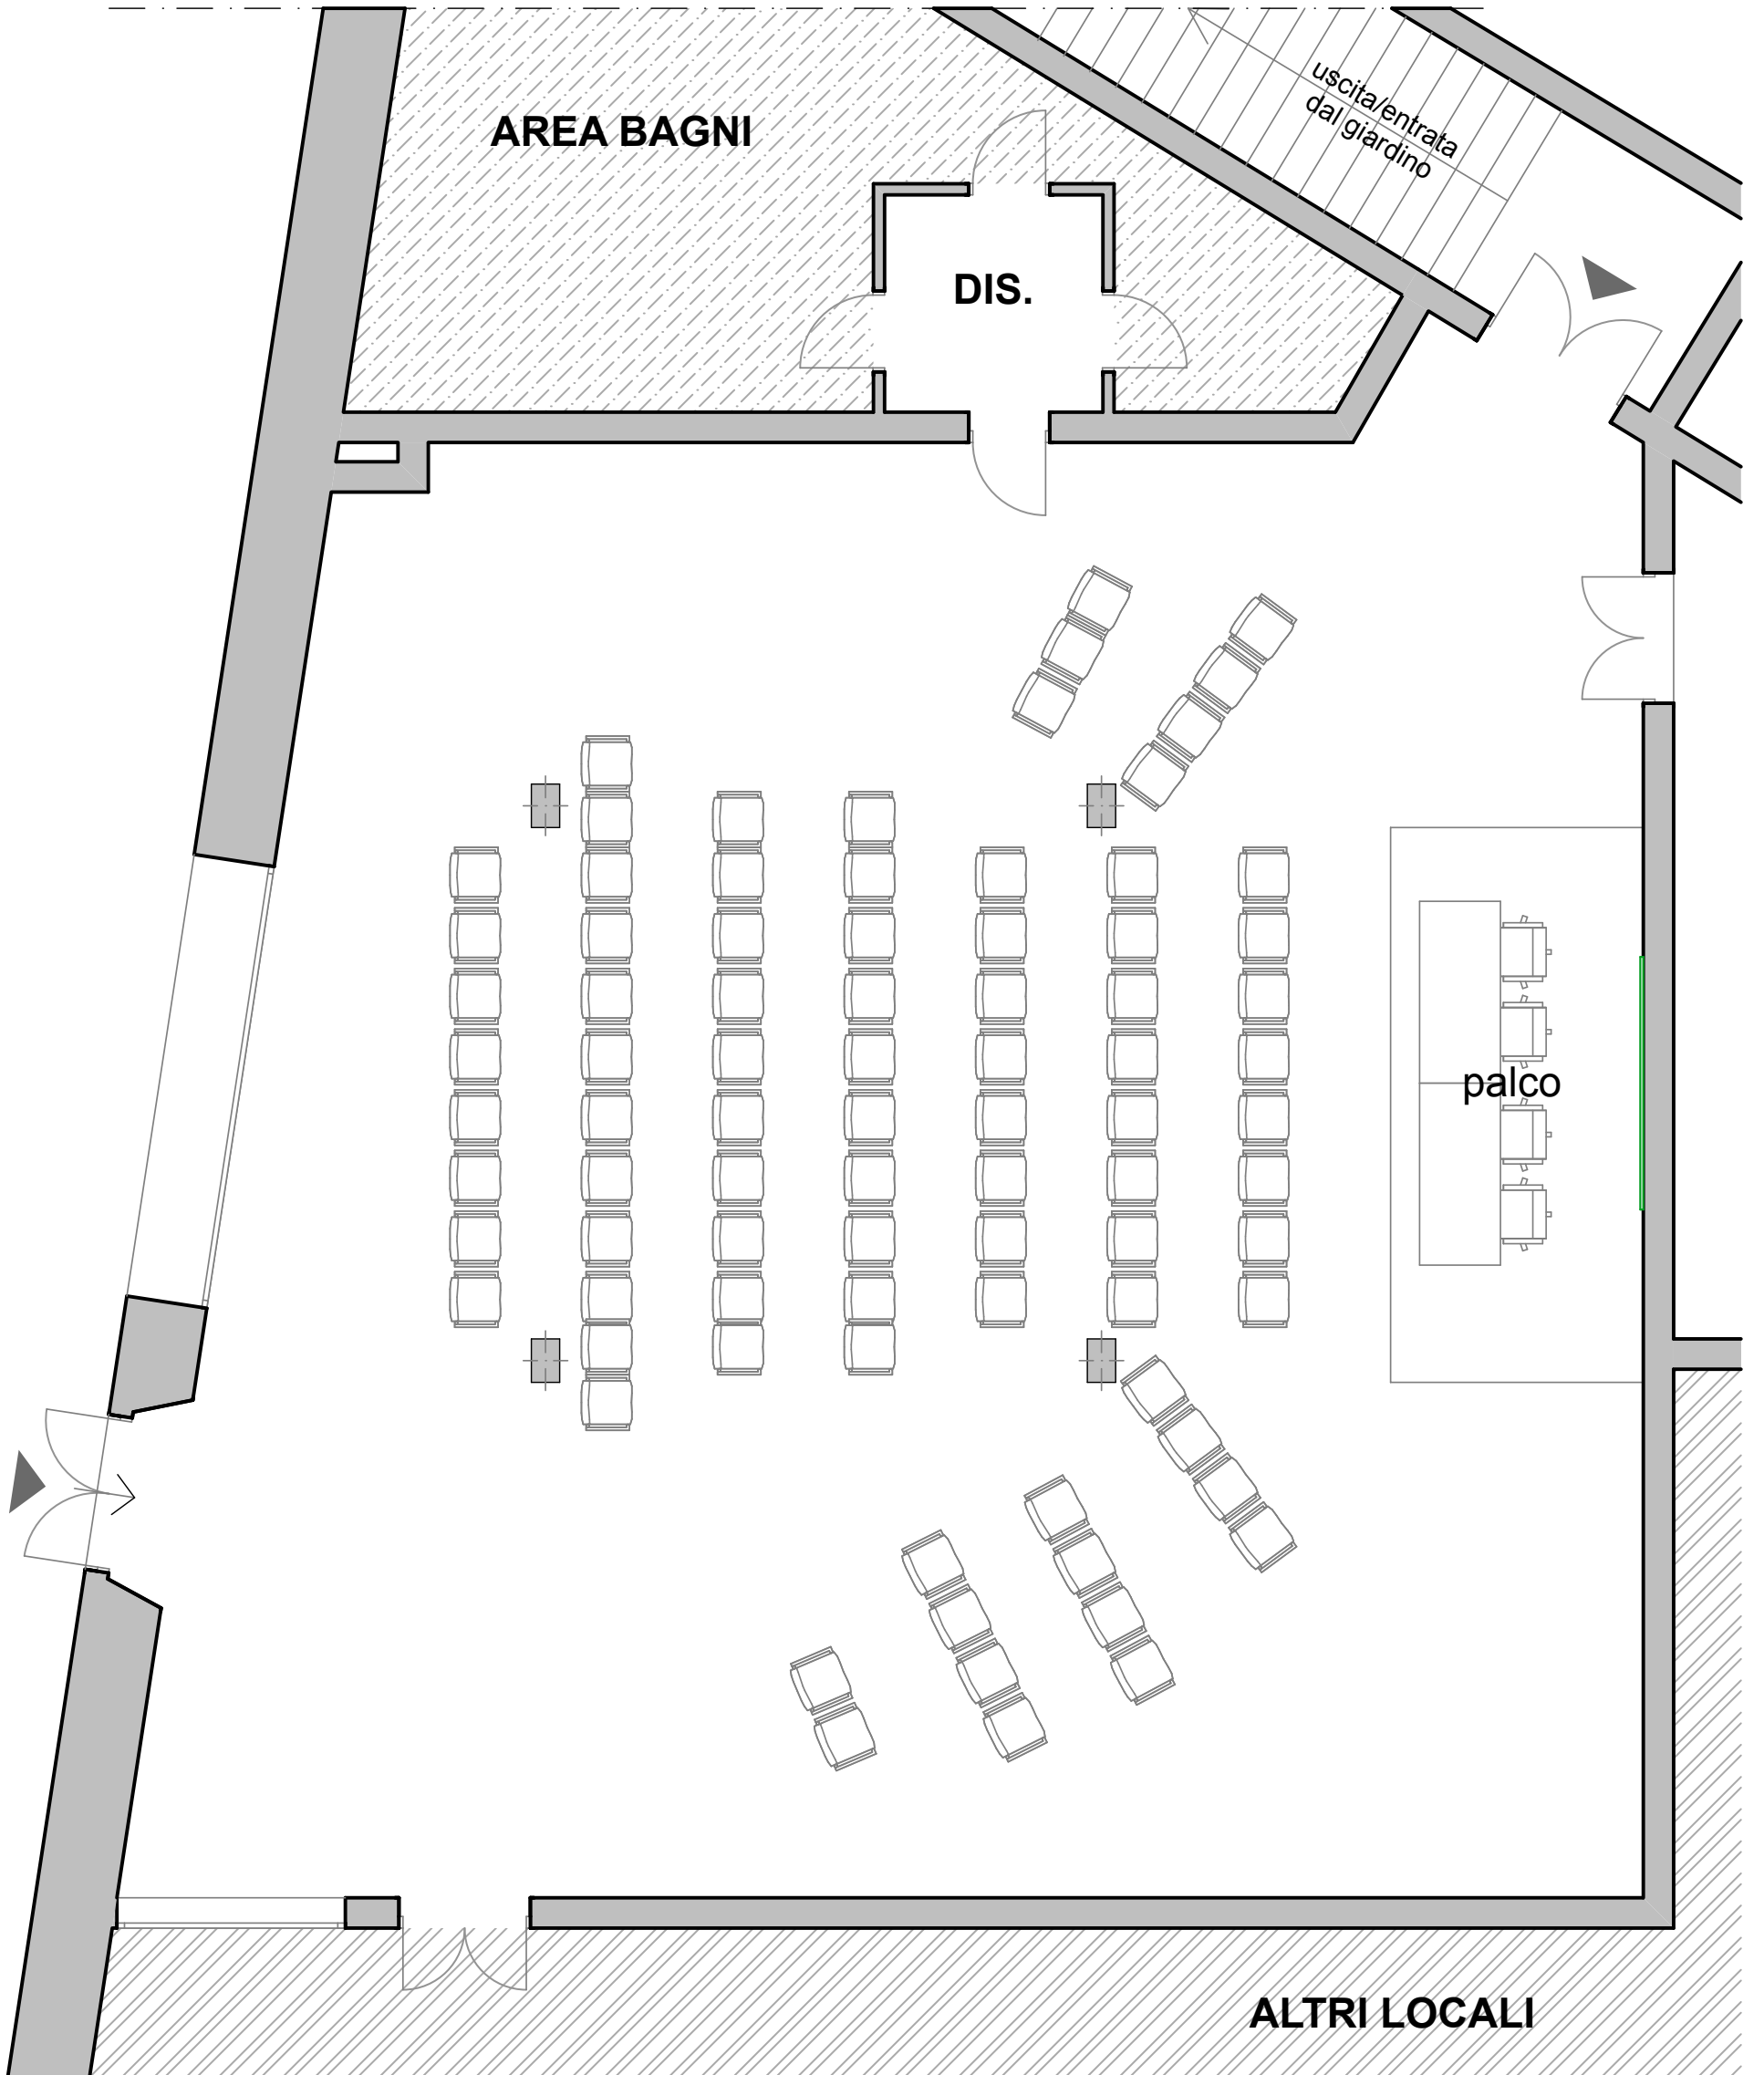 uscita/entrata
dal giardino
AREA BAGNI
DIS.
palco
ALTRI LOCALI